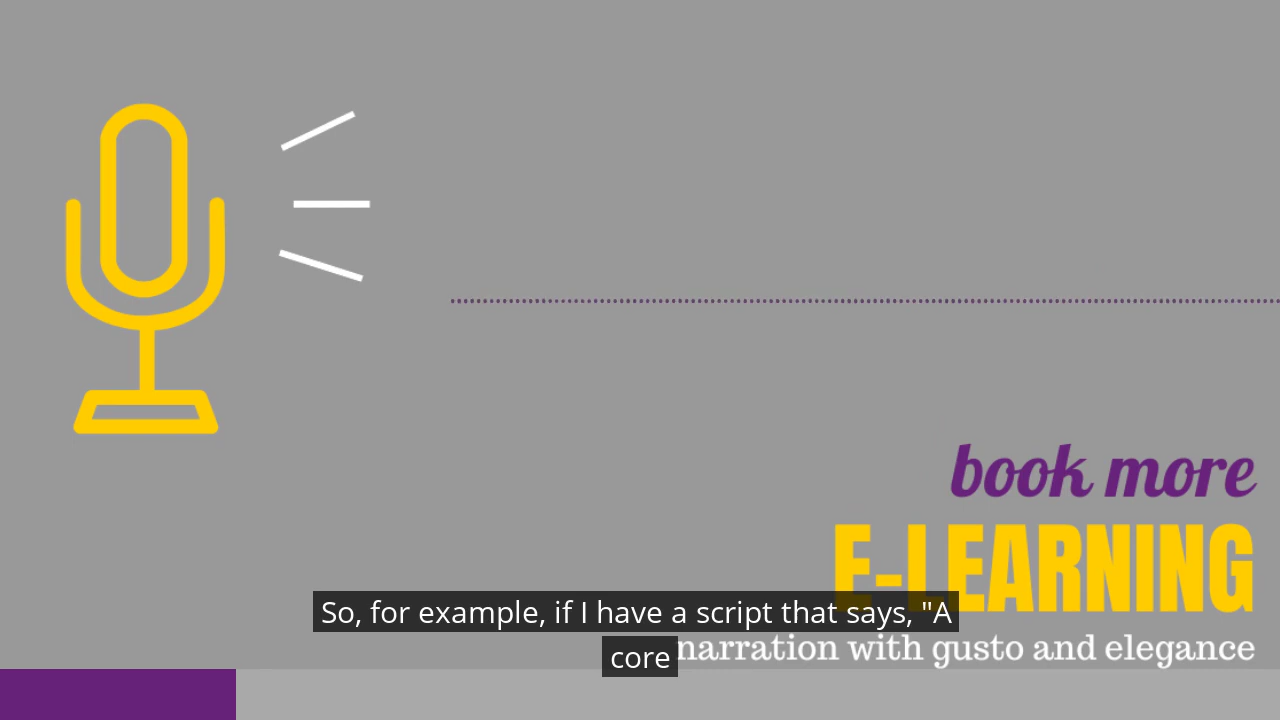 book more
E-LEARNING
So, for example, if I have a script that says, "A
core
narration with gusto and elegance